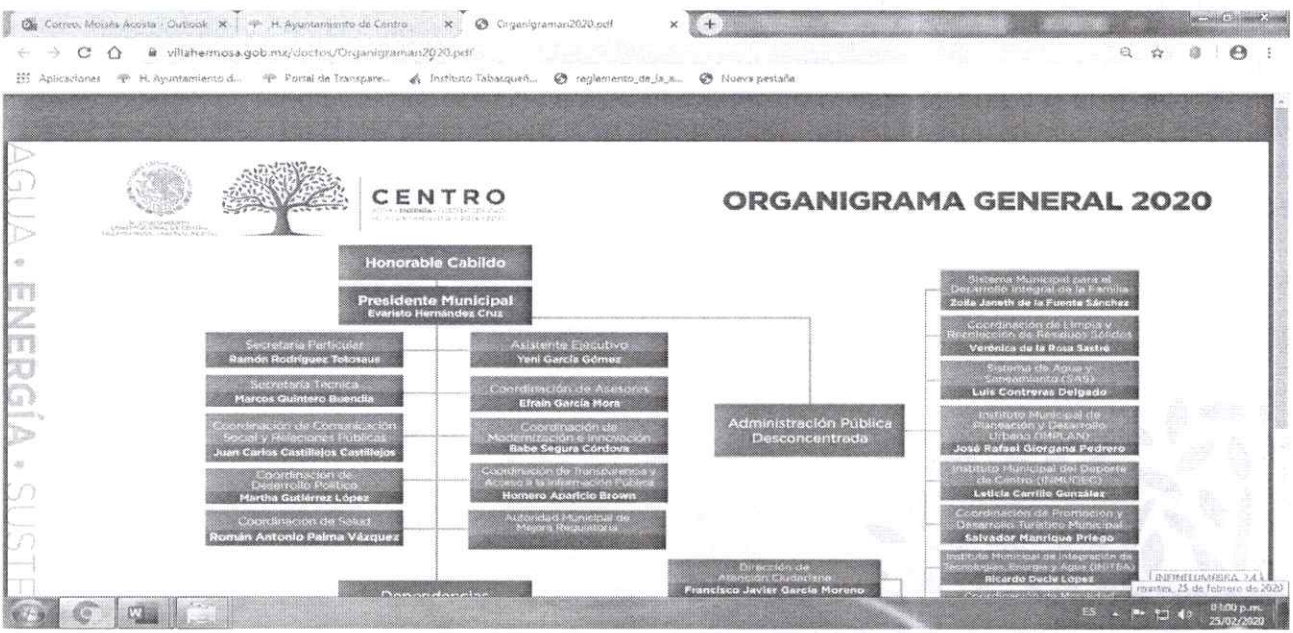 Correo. Moisés Acosta - Outlook
H. Ayuntamiento de Centro
Organigraman2020.pdf
villahermosa.gob.mx/doctos/Organigraman2020.pdf
Aplicaciones
H. Ayuntamiento d...
Portal de Transpare...
Instituto Tabasqueñ...
reglamento_de_la_a...
Nueva pestaña
AGUA • ENERGÍA • SUSTE
CENTRO
ORGANIGRAMA GENERAL 2020
Honorable Cabildo
Presidente Municipal
Evaristo Hernández Cruz
Secretaría Particular
Ramón Rodríguez Totosaus
Asistente Ejecutivo
Yeni García Gómez
Secretaría Técnica
Marcos Quintero Buendía
Coordinación de Asesores
Efraín García Mora
Coordinación de Comunicación
Social y Relaciones Públicas
Juan Carlos Castillejos Castillejos
Coordinación de
Modernización e Innovación
Babe Segura Córdova
Coordinación de
Desarrollo Político
Martha Gutiérrez López
Coordinación de Transparencia y
Acceso a la Información Pública
Homero Aparicio Brown
Coordinación de Salud
Román Antonio Palma Vázquez
Autoridad Municipal de
Mejora Regulatoria
Dependencias
Administración Pública
Desconcentrada
Sistema Municipal para el
Desarrollo Integral de la Familia
Zoila Janeth de la Fuente Sánchez
Coordinación de Limpia y
Recolección de Residuos Sólidos
Verónica de la Rosa Sastré
Sistema de Agua y
Saneamiento (SAS)
Luis Contreras Delgado
Instituto Municipal de
Planeación y Desarrollo
Urbano (IMPLAN)
José Rafael Giorgana Pedrero
Instituto Municipal del Deporte
de Centro (INMUDEC)
Leticia Carrillo González
Coordinación de Promoción y
Desarrollo Turístico Municipal
Salvador Manrique Priego
Instituto Municipal de Integración de
Tecnologías, Energía y Agua (INITEA)
Ricardo Decle López
Coordinación de Movilidad
Dirección de
Atención Ciudadana
Francisco Javier García Moreno
martes, 25 de febrero de 2020
ES
01:00 p.m.
25/02/2020